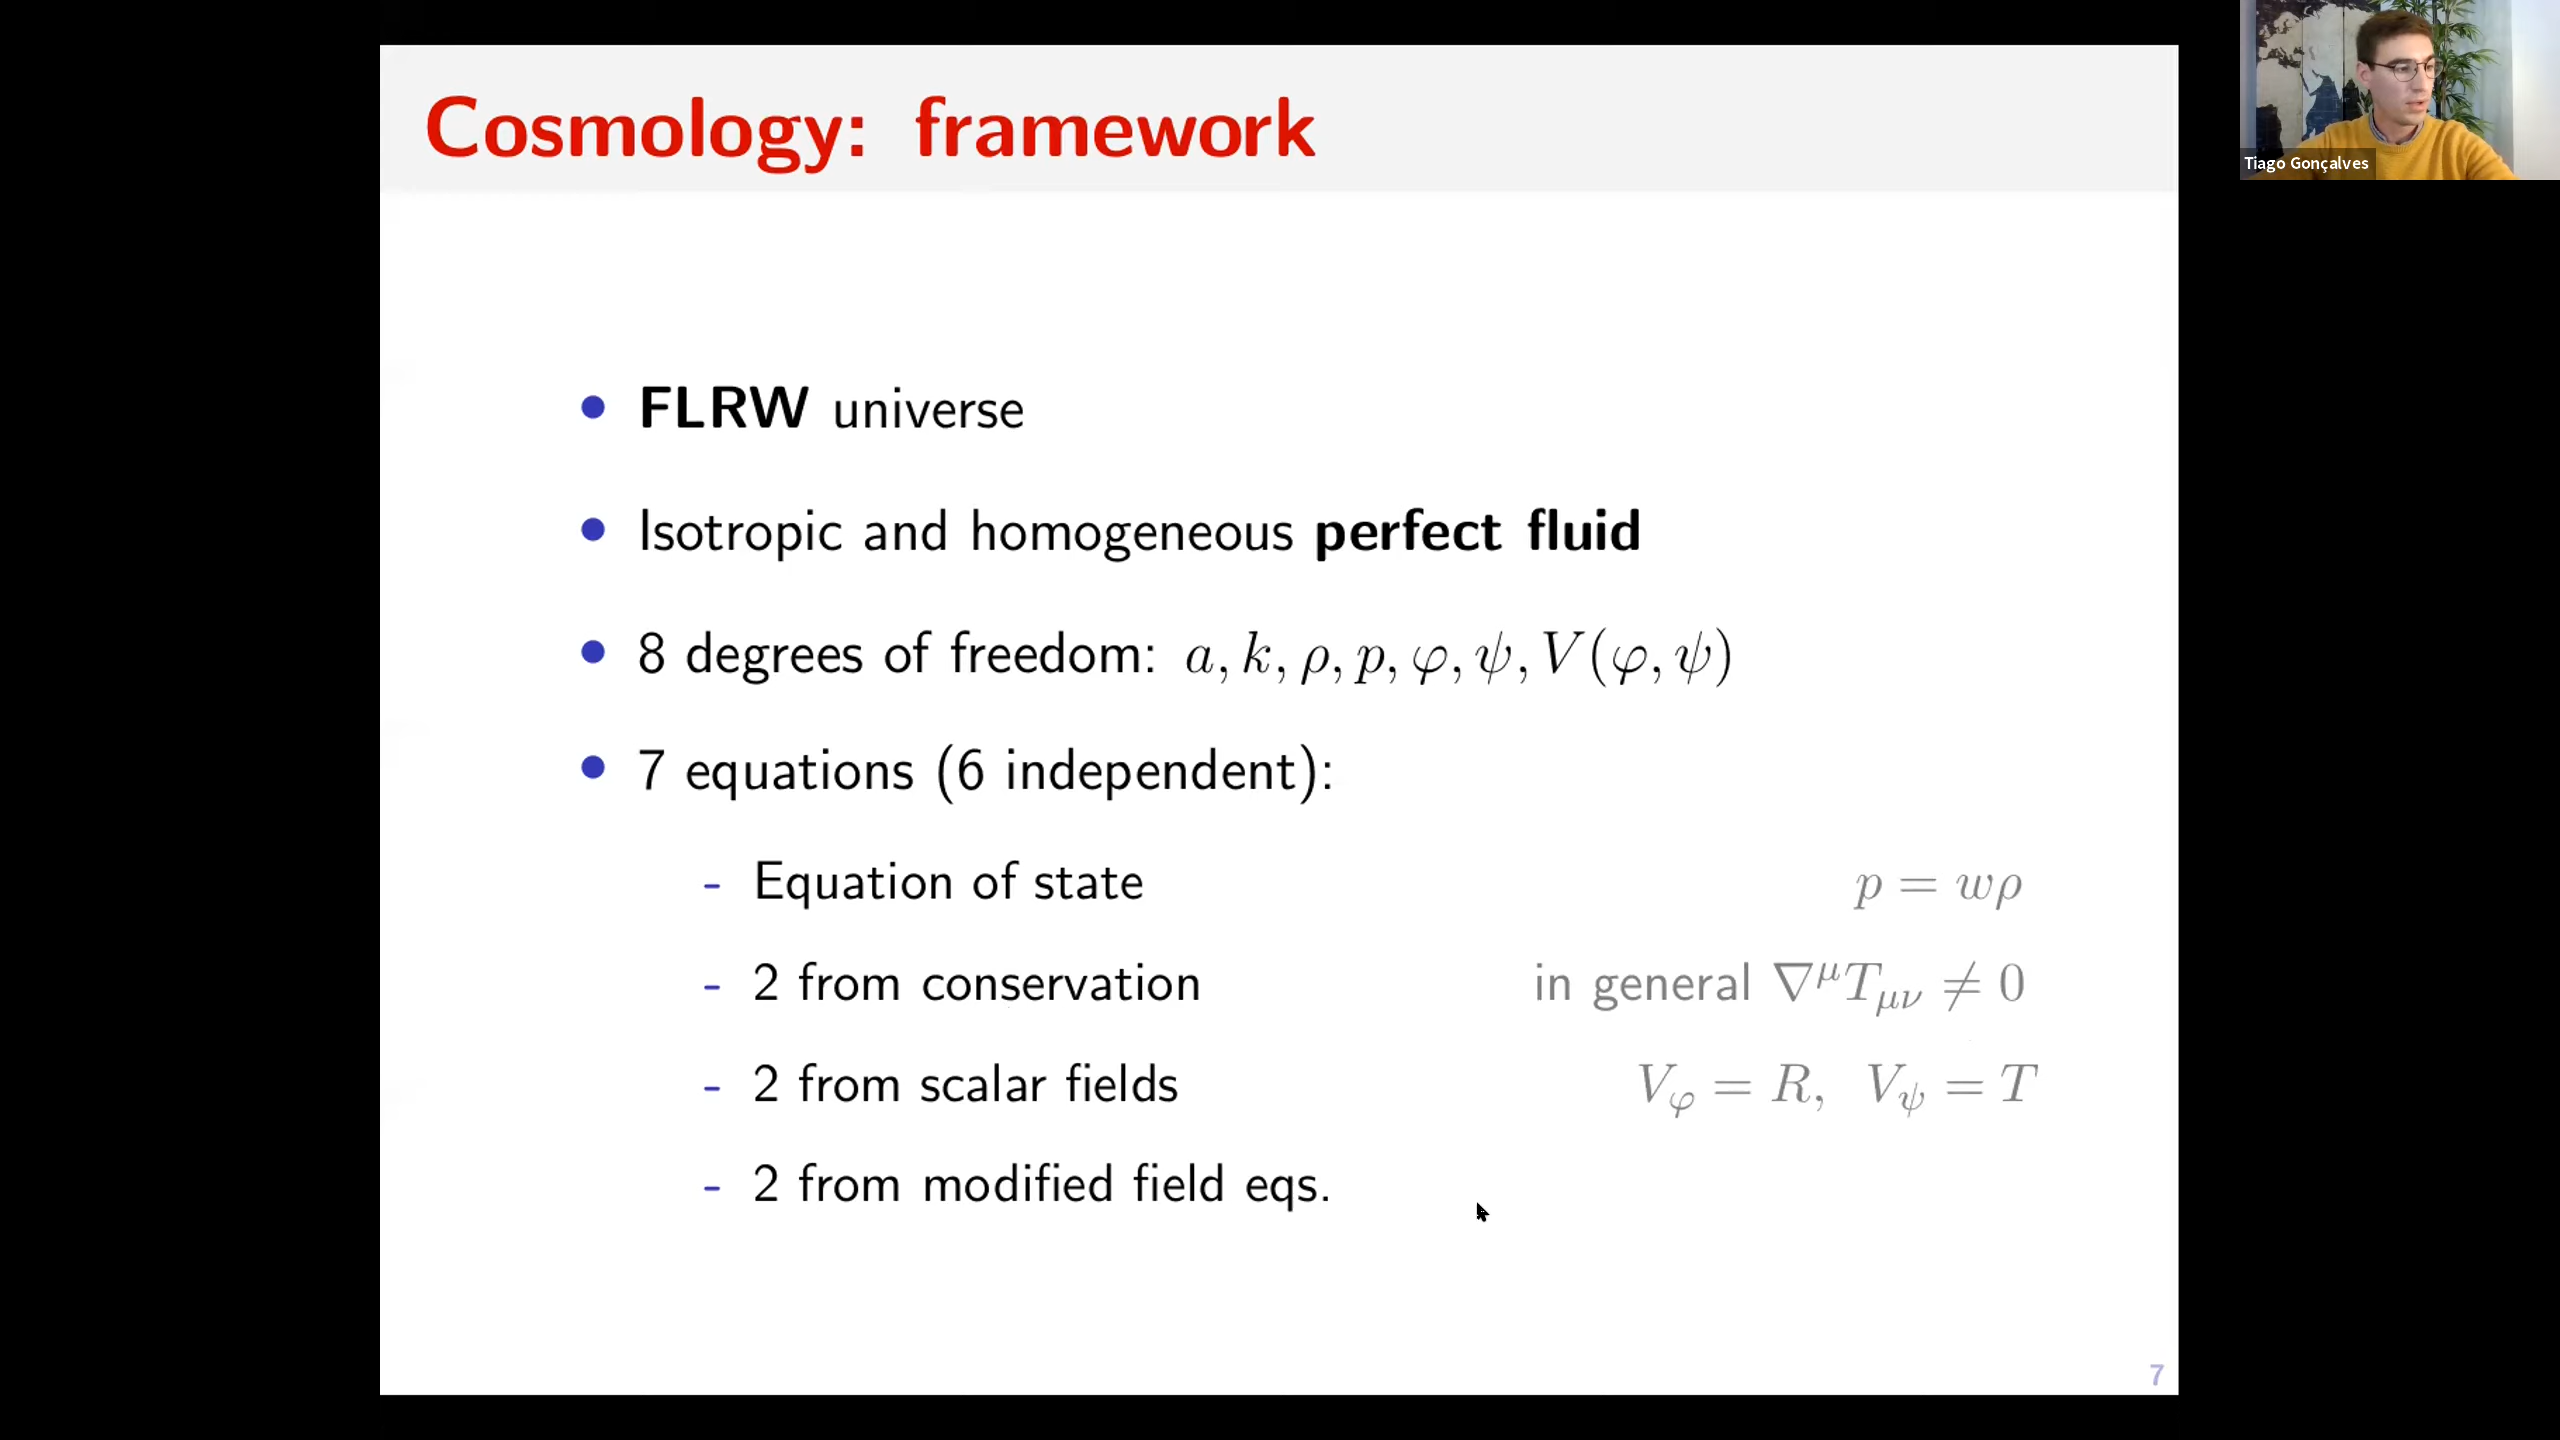 Cosmology: framework
Tiago Gonçalves
• FLRW universe
• Isotropic and homogeneous perfect fluid
• 8 degrees of freedom: a, k, ρ, p, φ, ψ, V(φ, ψ)
• 7 equations (6 independent):
- Equation of state p = wρ
- 2 from conservation in general ∇^μ T_μν ≠ 0
- 2 from scalar fields V_φ = R, V_ψ = T
- 2 from modified field eqs.
7